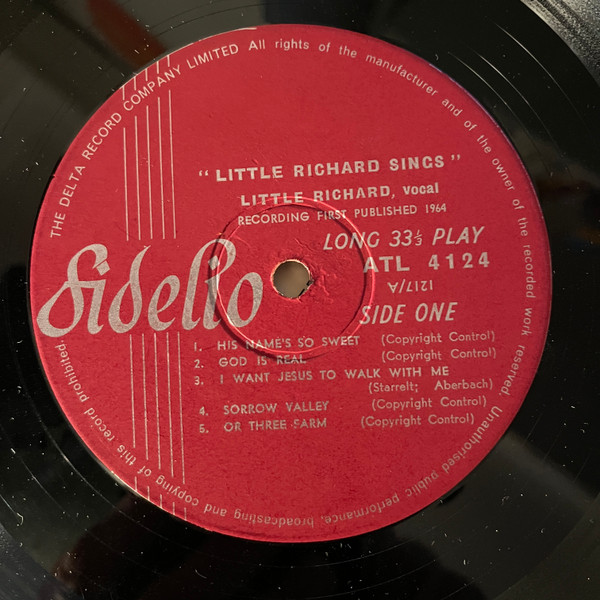 THE DELTA RECORD COMPANY LIMITED All rights of the manufacturer and of the owner of the recorded work reserved. Unauthorised public performance, broadcasting and copying of this record prohibited.
" LITTLE RICHARD SINGS "
LITTLE RICHARD, Vocal
RECORDING FIRST PUBLISHED 1964
LONG 33⅓ PLAY
Fidelio
ATL 4124
1217/A
SIDE ONE
1. HIS NAME'S SO SWEET (Copyright Control)
2. GOD IS REAL (Copyright Control)
3. I WANT JESUS TO WALK WITH ME
(Starrelt; Aberbach)
4. SORROW VALLEY (Copyright Control)
5. OR THREE SARM (Copyright Control)